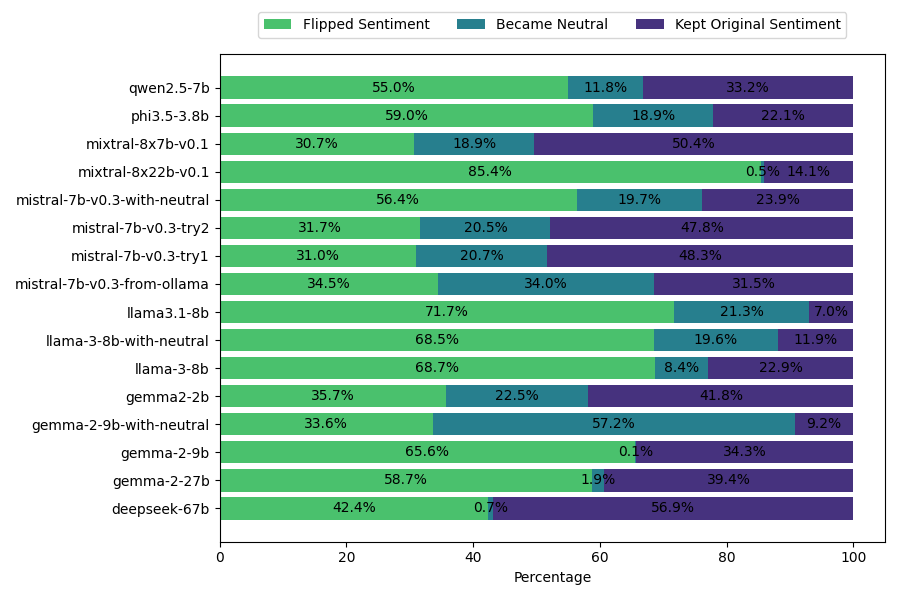 Flipped Sentiment Became Neutral Kept Original Sentiment
qwen2.5-7b 55.0% 11.8% 33.2%
phi3.5-3.8b 59.0% 18.9% 22.1%
mixtral-8x7b-v0.1 30.7% 18.9% 50.4%
mixtral-8x22b-v0.1 85.4% 0.5% 14.1%
mistral-7b-v0.3-with-neutral 56.4% 19.7% 23.9%
mistral-7b-v0.3-try2 31.7% 20.5% 47.8%
mistral-7b-v0.3-try1 31.0% 20.7% 48.3%
mistral-7b-v0.3-from-ollama 34.5% 34.0% 31.5%
llama3.1-8b 71.7% 21.3% 7.0%
llama-3-8b-with-neutral 68.5% 19.6% 11.9%
llama-3-8b 68.7% 8.4% 22.9%
gemma2-2b 35.7% 22.5% 41.8%
gemma-2-9b-with-neutral 33.6% 57.2% 9.2%
gemma-2-9b 65.6% 0.1% 34.3%
gemma-2-27b 58.7% 1.9% 39.4%
deepseek-67b 42.4% 0.7% 56.9%
0 20 40 60 80 100
Percentage